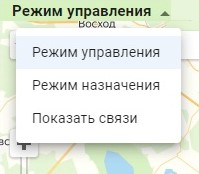 Режим управления
Восход
Режим управления
Режим назначения
Показать связи